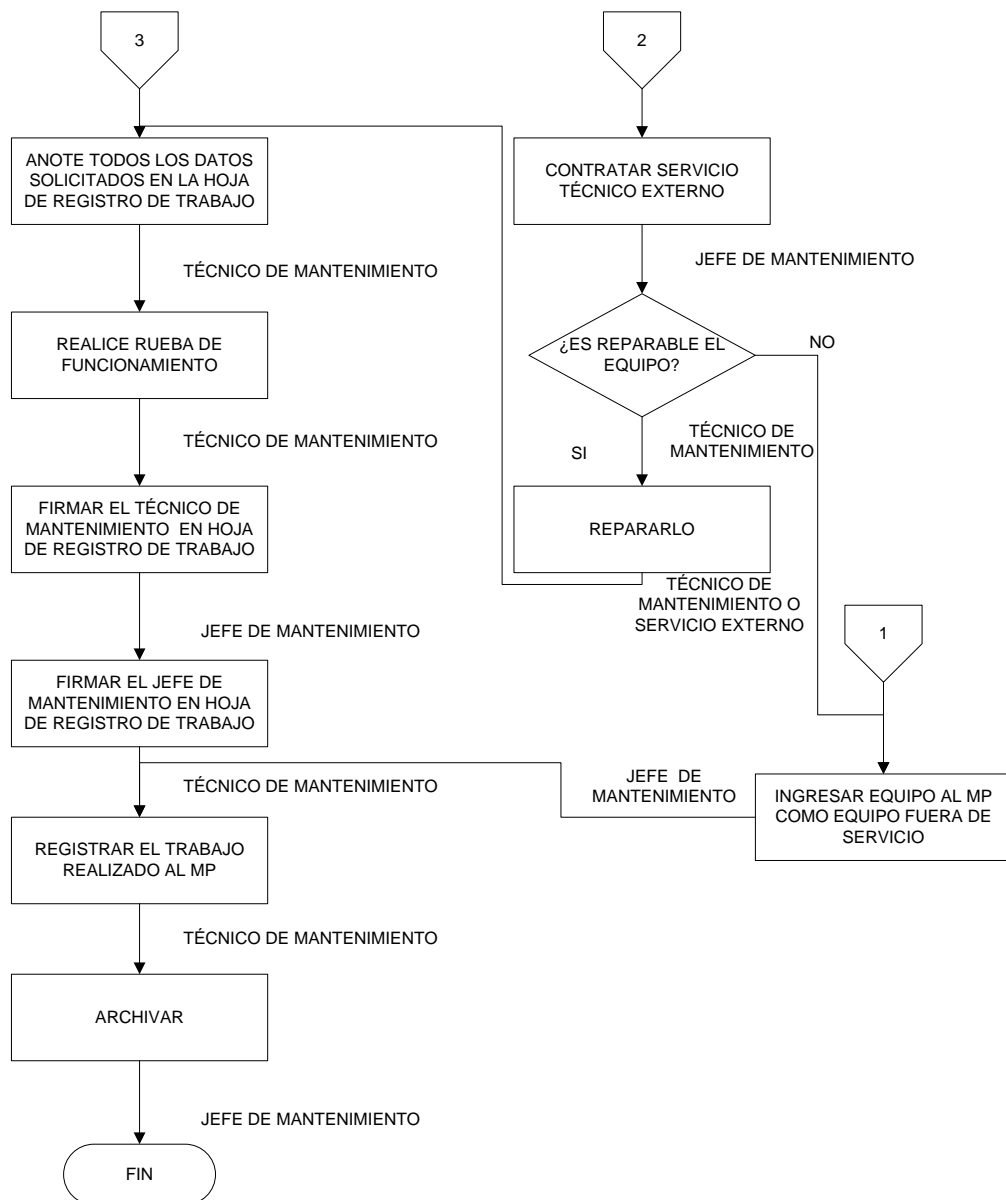 3
ANOTE TODOS LOS DATOS
SOLICITADOS EN LA HOJA
DE REGISTRO DE TRABAJO
TÉCNICO DE MANTENIMIENTO
REALICE RUEBA DE
FUNCIONAMIENTO
TÉCNICO DE MANTENIMIENTO
FIRMAR EL TÉCNICO DE
MANTENIMIENTO EN HOJA
DE REGISTRO DE TRABAJO
JEFE DE MANTENIMIENTO
FIRMAR EL JEFE DE
MANTENIMIENTO EN HOJA
DE REGISTRO DE TRABAJO
TÉCNICO DE MANTENIMIENTO
REGISTRAR EL TRABAJO
REALIZADO AL MP
TÉCNICO DE MANTENIMIENTO
ARCHIVAR
JEFE DE MANTENIMIENTO
FIN
2
CONTRATAR SERVICIO
TÉCNICO EXTERNO
JEFE DE MANTENIMIENTO
¿ES REPARABLE EL
EQUIPO?
NO
SI
TÉCNICO DE
MANTENIMIENTO
REPARARLO
TÉCNICO DE
MANTENIMIENTO O
SERVICIO EXTERNO
1
JEFE DE
MANTENIMIENTO
INGRESAR EQUIPO AL MP
COMO EQUIPO FUERA DE
SERVICIO